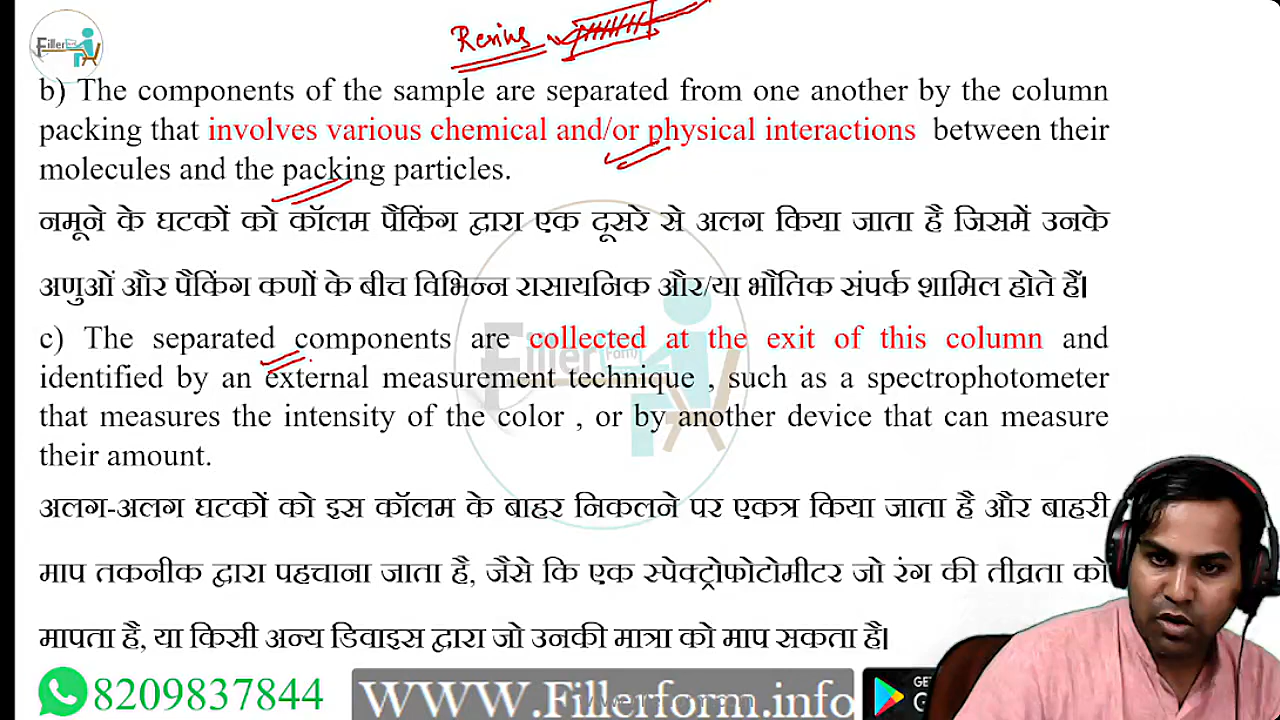 Filler
Resins
b) The components of the sample are separated from one another by the column
packing that involves various chemical and/or physical interactions between their
molecules and the packing particles.
नमूने के घटकों को कॉलम पैकिंग द्वारा एक दूसरे से अलग किया जाता है जिसमें उनके
अणुओं और पैकिंग कणों के बीच विभिन्न रासायनिक और/या भौतिक संपर्क शामिल होते हैं।
c) The separated components are collected at the exit of this column and
identified by an external measurement technique , such as a spectrophotometer
that measures the intensity of the color , or by another device that can measure
their amount.
अलग-अलग घटकों को इस कॉलम के बाहर निकलने पर एकत्र किया जाता है और बाहरी
माप तकनीक द्वारा पहचाना जाता है, जैसे कि एक स्पेक्ट्रोफोटोमीटर जो रंग की तीव्रता को
मापता है, या किसी अन्य डिवाइस द्वारा जो उनकी मात्रा को माप सकता है।
8209837844 WWW.Fillerform.info GET